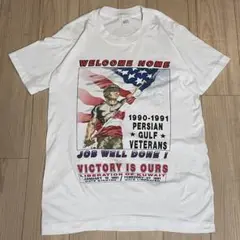 WELCOME HOME
1990-1991
PERSIAN
★ GULF ★
VETERANS
JOB WELL DONE!
VICTORY IS OURS
LIBERATION OF KUWAIT